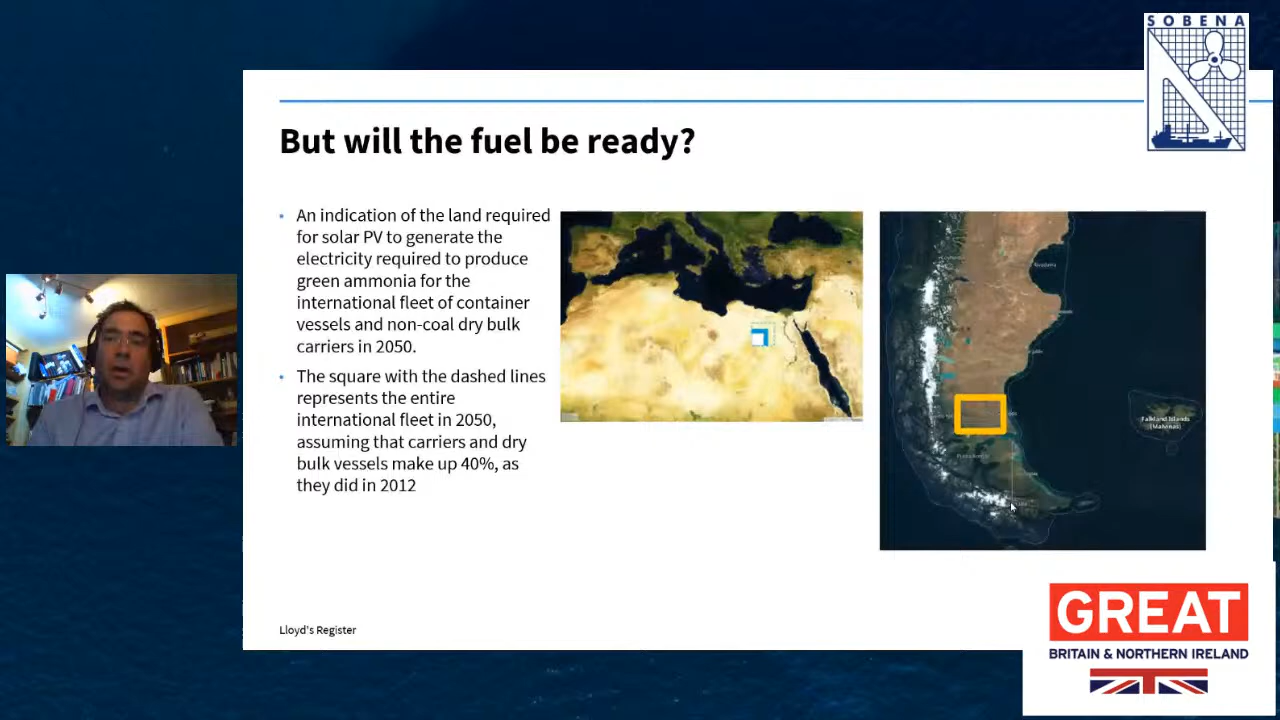 SOBENA
But will the fuel be ready?
• An indication of the land required
for solar PV to generate the
electricity required to produce
green ammonia for the
international fleet of container
vessels and non-coal dry bulk
carriers in 2050.
• The square with the dashed lines
represents the entire
international fleet in 2050,
assuming that carriers and dry
bulk vessels make up 40%, as
they did in 2012
Falkland Islands
(Malvinas)
Lloyd's Register
GREAT
BRITAIN & NORTHERN IRELAND